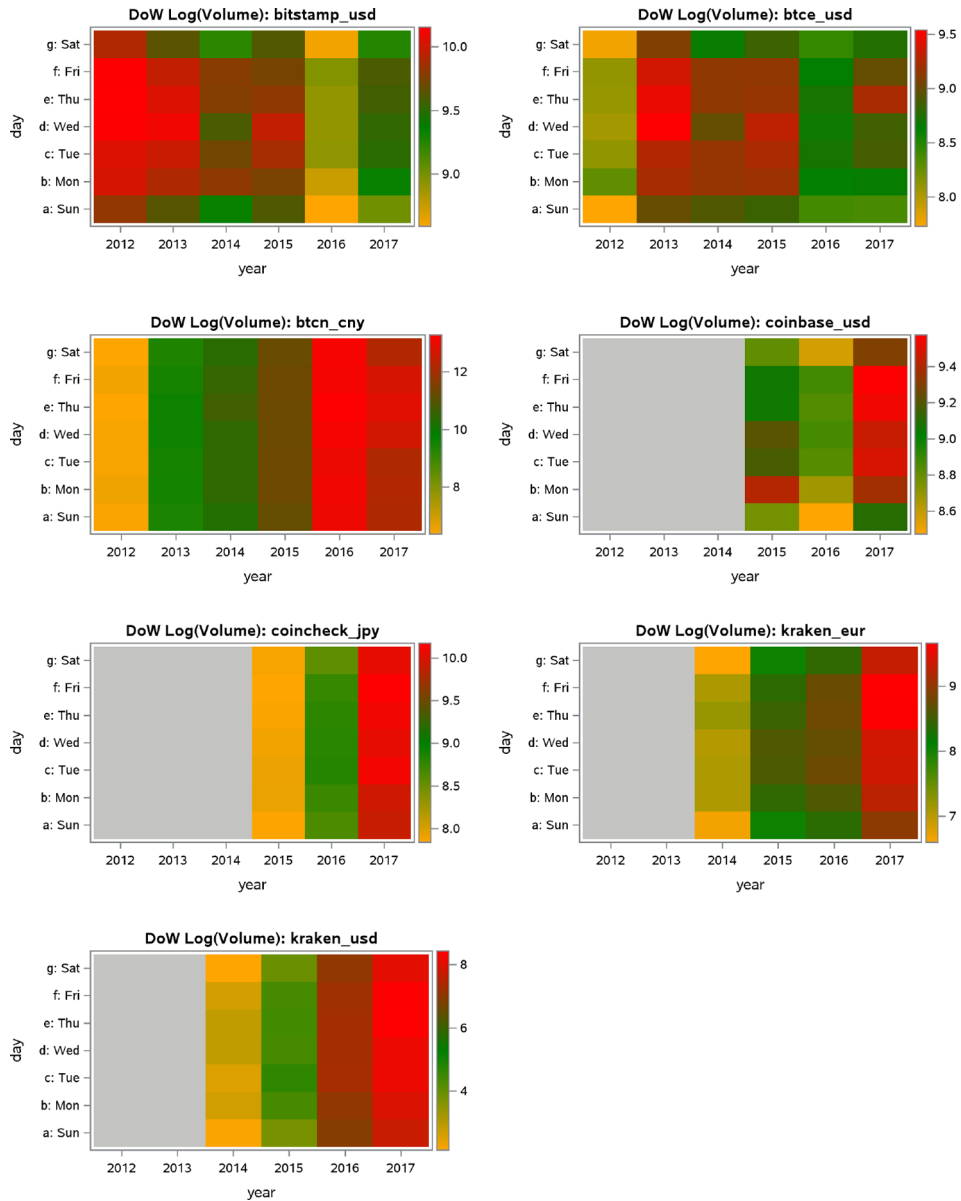 DoW Log(Volume): bitstamp_usd
g: Sat
f: Fri
e: Thu
d: Wed
c: Tue
b: Mon
a: Sun
day
2012 2013 2014 2015 2016 2017
year
10.0
9.5
9.0
DoW Log(Volume): btce_usd
g: Sat
f: Fri
e: Thu
d: Wed
c: Tue
b: Mon
a: Sun
day
2012 2013 2014 2015 2016 2017
year
9.5
9.0
8.5
8.0
DoW Log(Volume): btcn_cny
g: Sat
f: Fri
e: Thu
d: Wed
c: Tue
b: Mon
a: Sun
day
2012 2013 2014 2015 2016 2017
year
12
10
8
DoW Log(Volume): coinbase_usd
g: Sat
f: Fri
e: Thu
d: Wed
c: Tue
b: Mon
a: Sun
day
2012 2013 2014 2015 2016 2017
year
9.4
9.2
9.0
8.8
8.6
DoW Log(Volume): coincheck_jpy
g: Sat
f: Fri
e: Thu
d: Wed
c: Tue
b: Mon
a: Sun
day
2012 2013 2014 2015 2016 2017
year
10.0
9.5
9.0
8.5
8.0
DoW Log(Volume): kraken_eur
g: Sat
f: Fri
e: Thu
d: Wed
c: Tue
b: Mon
a: Sun
day
2012 2013 2014 2015 2016 2017
year
9
8
7
DoW Log(Volume): kraken_usd
g: Sat
f: Fri
e: Thu
d: Wed
c: Tue
b: Mon
a: Sun
day
2012 2013 2014 2015 2016 2017
year
8
6
4